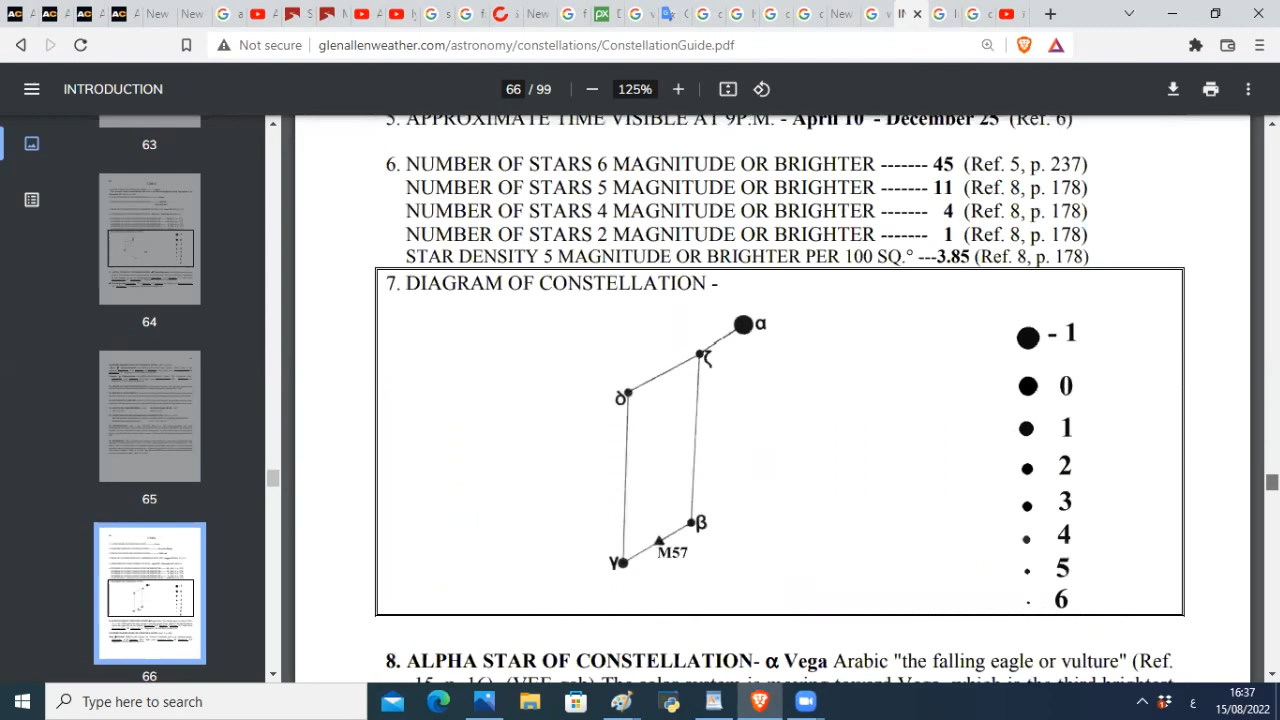 New
New
Not secure
glenallenweather.com/astronomy/constellations/ConstellationGuide.pdf
INTRODUCTION
66 / 99
125%
63
64
65
66
5. APPROXIMATE TIME VISIBLE AT 9P.M. - April 10 - December 25 (Ref. 6)
6. NUMBER OF STARS 6 MAGNITUDE OR BRIGHTER ------- 45 (Ref. 5, p. 237)
NUMBER OF STARS 5 MAGNITUDE OR BRIGHTER ------- 11 (Ref. 8, p. 178)
NUMBER OF STARS 4 MAGNITUDE OR BRIGHTER ------- 4 (Ref. 8, p. 178)
NUMBER OF STARS 2 MAGNITUDE OR BRIGHTER ------- 1 (Ref. 8, p. 178)
STAR DENSITY 5 MAGNITUDE OR BRIGHTER PER 100 SQ.° ---3.85 (Ref. 8, p. 178)
7. DIAGRAM OF CONSTELLATION -
α
ζ
δ
β
M57
γ
- 1
0
1
2
3
4
5
6
8. ALPHA STAR OF CONSTELLATION- α Vega Arabic "the falling eagle or vulture" (Ref.
Type here to search
ع
16:37
15/08/2022